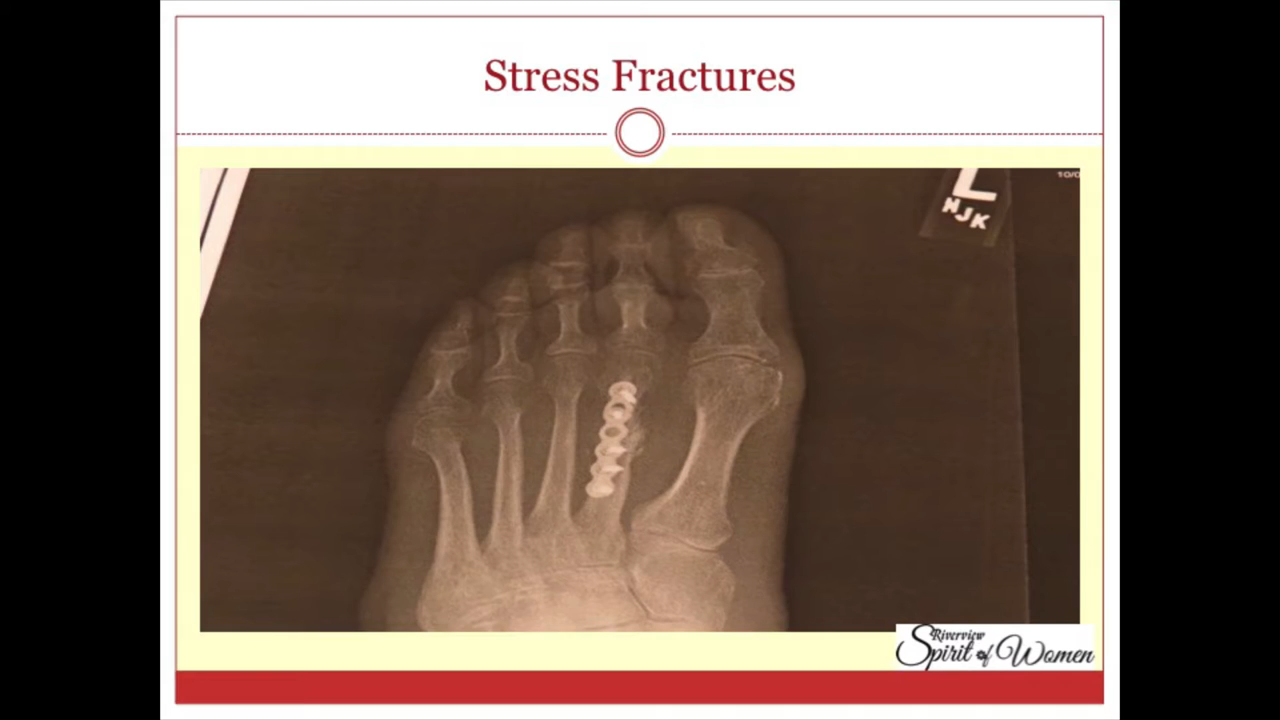 Stress Fractures
L
NJK
Riverview
Spirit of Women